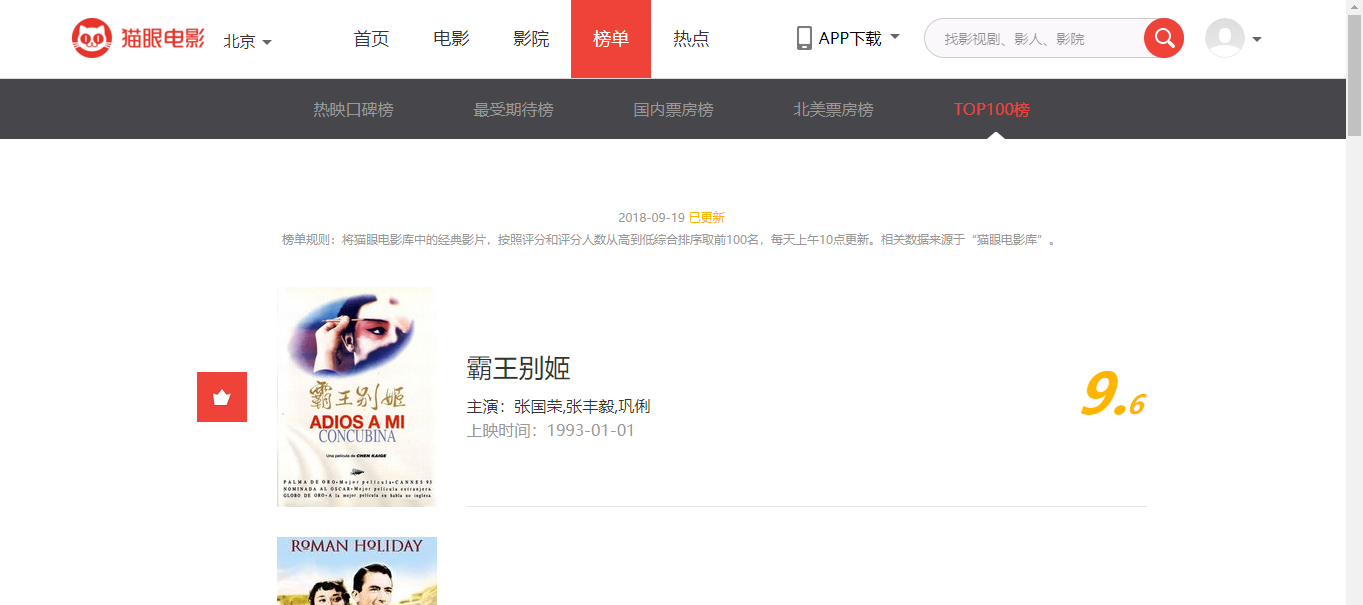 猫眼电影
北京
首页
电影
影院
榜单
热点
APP下载
找影视剧、影人、影院
热映口碑榜
最受期待榜
国内票房榜
北美票房榜
TOP100榜
2018-09-19 已更新
榜单规则：将猫眼电影库中的经典影片，按照评分和评分人数从高到低综合排序取前100名，每天上午10点更新。相关数据来源于“猫眼电影库”。
霸王别姬
ADIOS A MI
CONCUBINA
Una película de CHEN KAIGE
PALMA DE ORO•Mejor película•CANNES 93
NOMINADA AL OSCAR•Mejor película extranjera
GLOBO DE ORO•A la mejor película en habla no inglesa.
霸王别姬
主演：张国荣,张丰毅,巩俐
上映时间：1993-01-01
9.6
ROMAN HOLIDAY